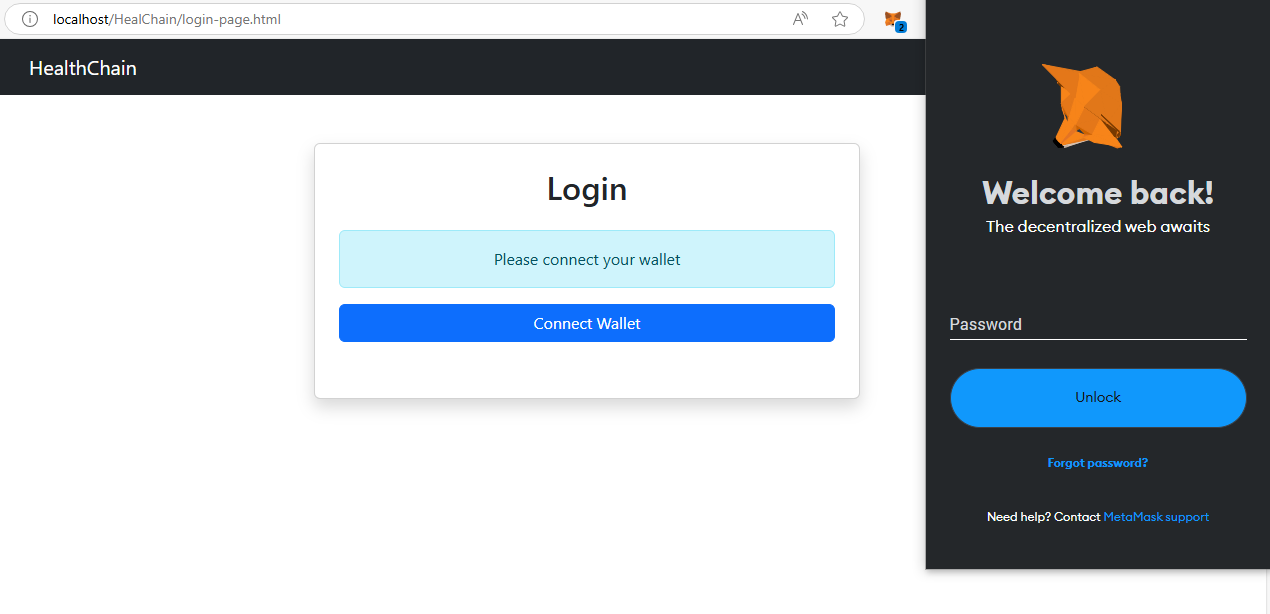 localhost/HealChain/login-page.html
2
HealthChain
Login
Please connect your wallet
Connect Wallet
Welcome back!
The decentralized web awaits
Password
Unlock
Forgot password?
Need help? Contact MetaMask support